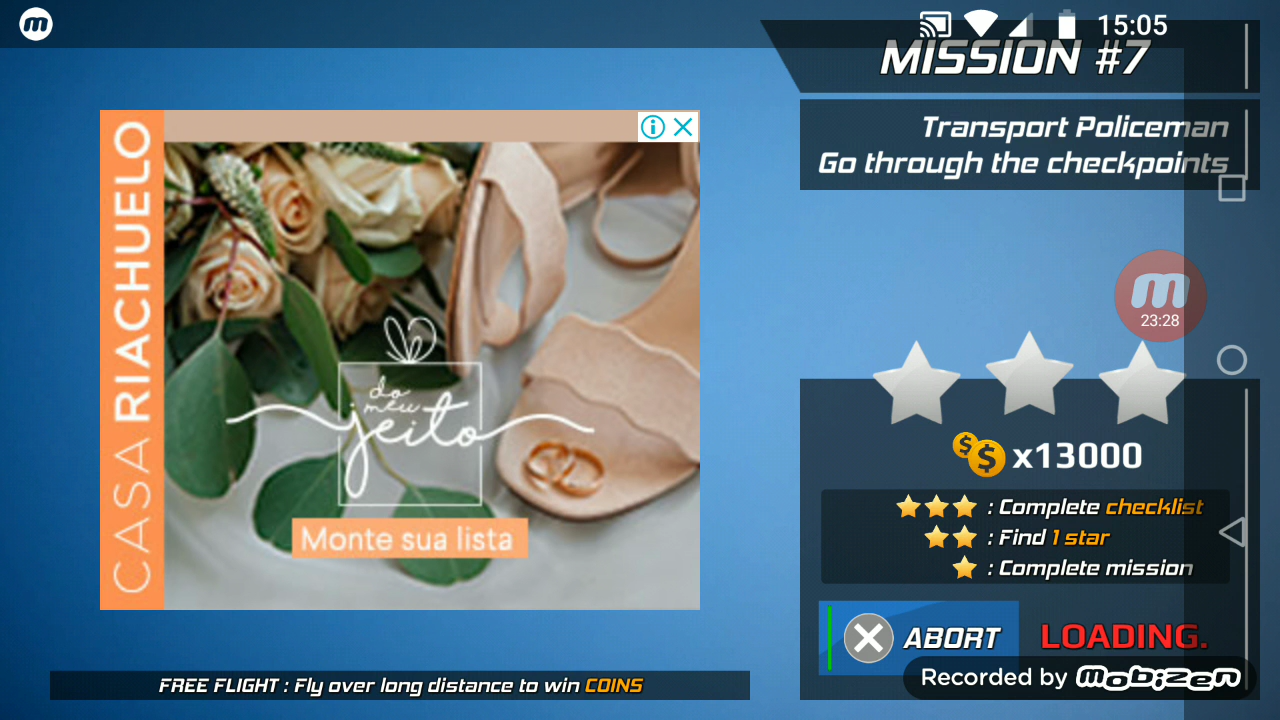 m
15:05
MISSION #7
Transport Policeman
Go through the checkpoints
CASA RIACHUELO
do
meu
jeito
Monte sua lista
23:28
x13000
: Complete checklist
: Find 1 star
: Complete mission
ABORT
LOADING.
Recorded by mobizen
FREE FLIGHT : Fly over long distance to win COINS